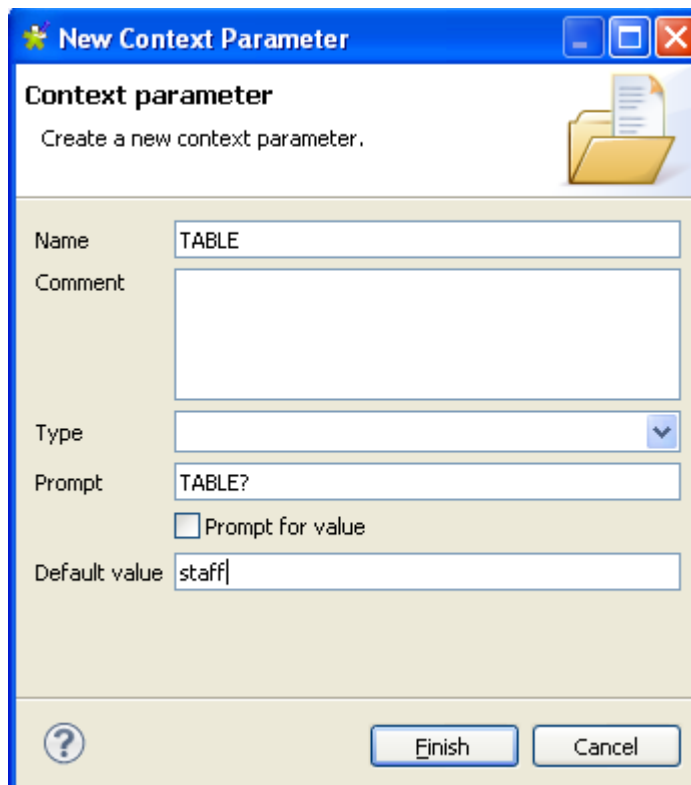 New Context Parameter
Context parameter
Create a new context parameter.
Name TABLE
Comment
Type
Prompt TABLE?
Prompt for value
Default value staff
?
Finish Cancel